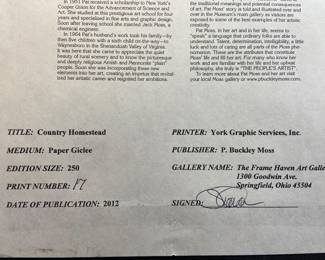 In 1951 Pat received a scholarship to New York's
Cooper Union for the Advancement of Science and
Art. She studied at this prestigious art school for four
years and specialized in fine arts and graphic design.
Soon after leaving school she married Jack Moss, a
chemical engineer.
In 1964 Pat'sd husband's work took his family—by
then five children with a sixth child on the way—to
Waynesboro in the Shenandoah Valley of Virginia.
It was here that she came to appreciate the quiet
beauty of rural scenery and to know the picturesque
and deeply religious Amish and Mennonite "plain"
people. Soon she was incorporating these new
elements into her art, creating an impetus that revital-
ized her artistic career and reignited her ambitions.
the traditional meanings and potential consequences
of art. Pat Moss' story is told and illustrated over and
over in the Museum's main gallery as visitors are
exposed to some of the best examples of her artistic
creativity.
Pat Moss, in her art and in her life, seems to
"speak" a language that ordinary folks are able to
understand. Talent, determination, intelligibility, a little
luck and lots of caring are all parts of the Moss phe-
nomenon. These are the attributes that constitute
Moss' life and fill her art. For many who know her
work and are familiar with her life and her upbeat
philosophy, she truly is "THE PEOPLE'S ARTIST".
To learn more about Pat Moss and her art visit
your local Moss gallery or www.pbuckleymoss.com.
TITLE: Country Homestead
MEDIUM: Paper Giclee
EDITION SIZE: 250
PRINT NUMBER: 17
DATE OF PUBLICATION: 2012
PRINTER: York Graphic Services, Inc.
PUBLISHER: P. Buckley Moss
GALLERY NAME: The Frame Haven Art Gallery
1300 Goodwin Ave.
Springfield, Ohio 45504
SIGNED: